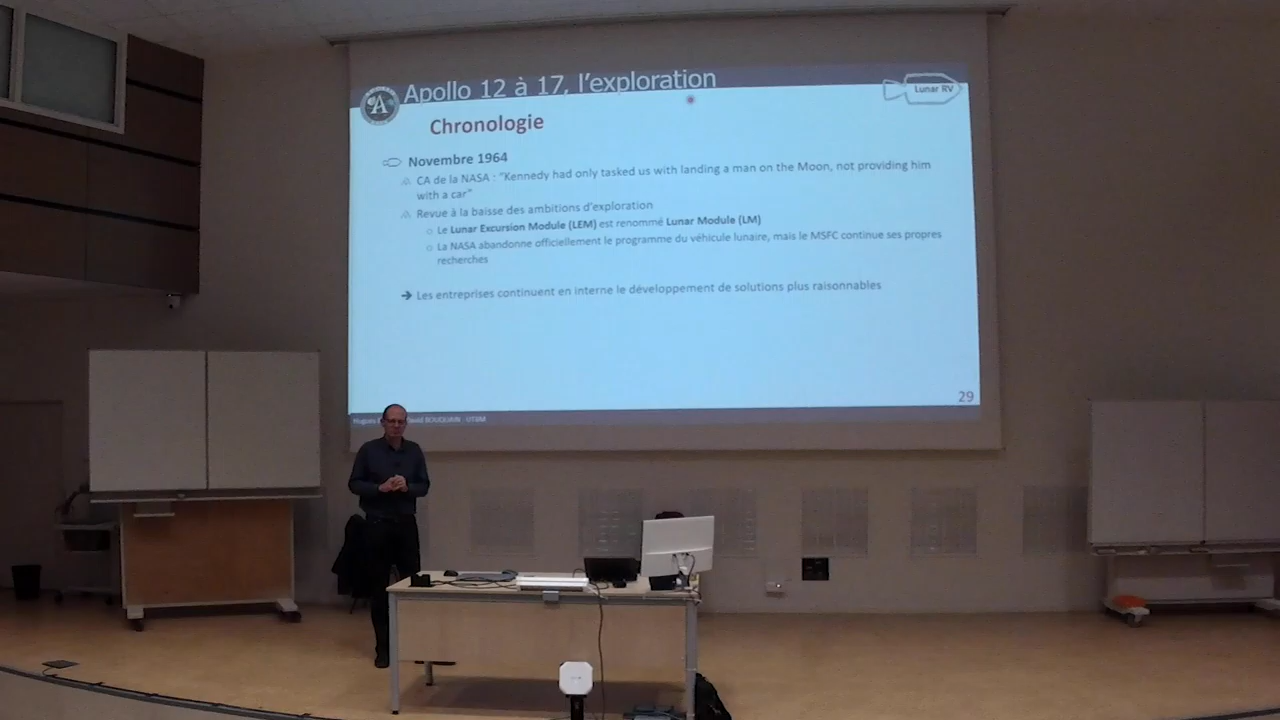 Apollo 12 à 17, l'exploration
Lunar RV
Chronologie
Novembre 1964
CA de la NASA : "Kennedy had only tasked us with landing a man on the Moon, not providing him
with a car"
Revue à la baisse des ambitions d'exploration
Le Lunar Excursion Module (LEM) est renommé Lunar Module (LM)
La NASA abandonne officiellement le programme du véhicule lunaire, mais le MSFC continue ses propres
recherches
→ Les entreprises continuent en interne le développement de solutions plus raisonnables
29
Hugues David BOUQUAIN - UTBM